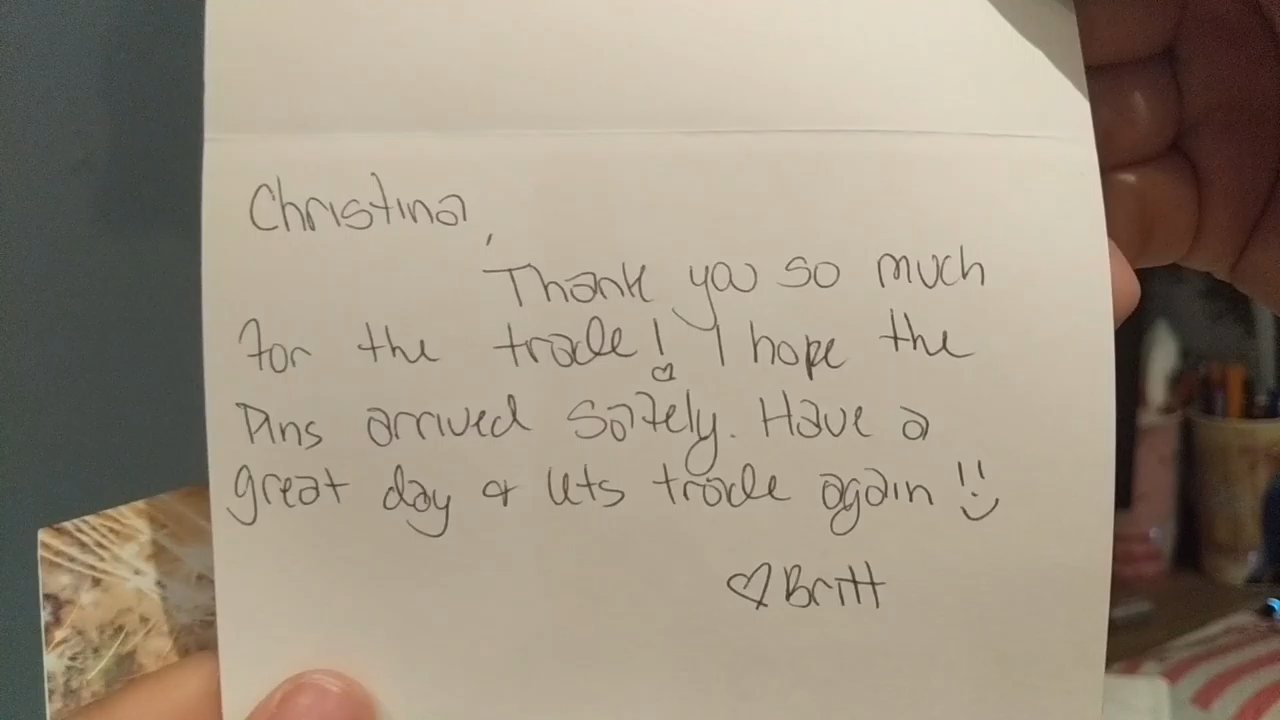 Christina,
Thank you so much
for the trade! I hope the
Pins arrived safely. Have a
great day & lets trade again!!
♡Britt